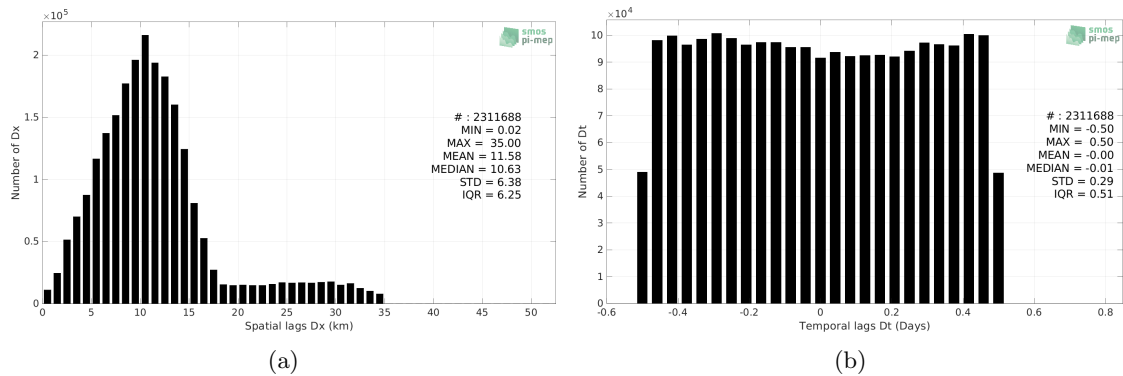 ×10⁵
2
1.5
1
0.5
0
0
5
10
15
20
25
30
35
40
45
50
Number of Dx
Spatial lags Dx (km)
smos
pi-mep
# : 2311688
MIN = 0.02
MAX = 35.00
MEAN = 11.58
MEDIAN = 10.63
STD = 6.38
IQR = 6.25
(a)
×10⁴
10
9
8
7
6
5
4
3
2
1
0
-0.6
-0.4
-0.2
0
0.2
0.4
0.6
0.8
Number of Dt
Temporal lags Dt (Days)
smos
pi-mep
# : 2311688
MIN = -0.50
MAX = 0.50
MEAN = -0.00
MEDIAN = -0.01
STD = 0.29
IQR = 0.51
(b)